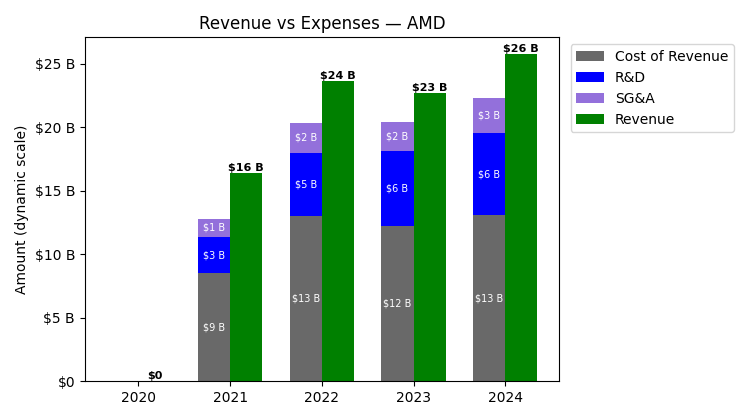 Revenue vs Expenses — AMD
Amount (dynamic scale)
$25 B
$20 B
$15 B
$10 B
$5 B
$0
2020
2021
2022
2023
2024
$0
$9 B
$3 B
$1 B
$16 B
$13 B
$5 B
$2 B
$24 B
$12 B
$6 B
$2 B
$23 B
$13 B
$6 B
$3 B
$26 B
Cost of Revenue
R&D
SG&A
Revenue